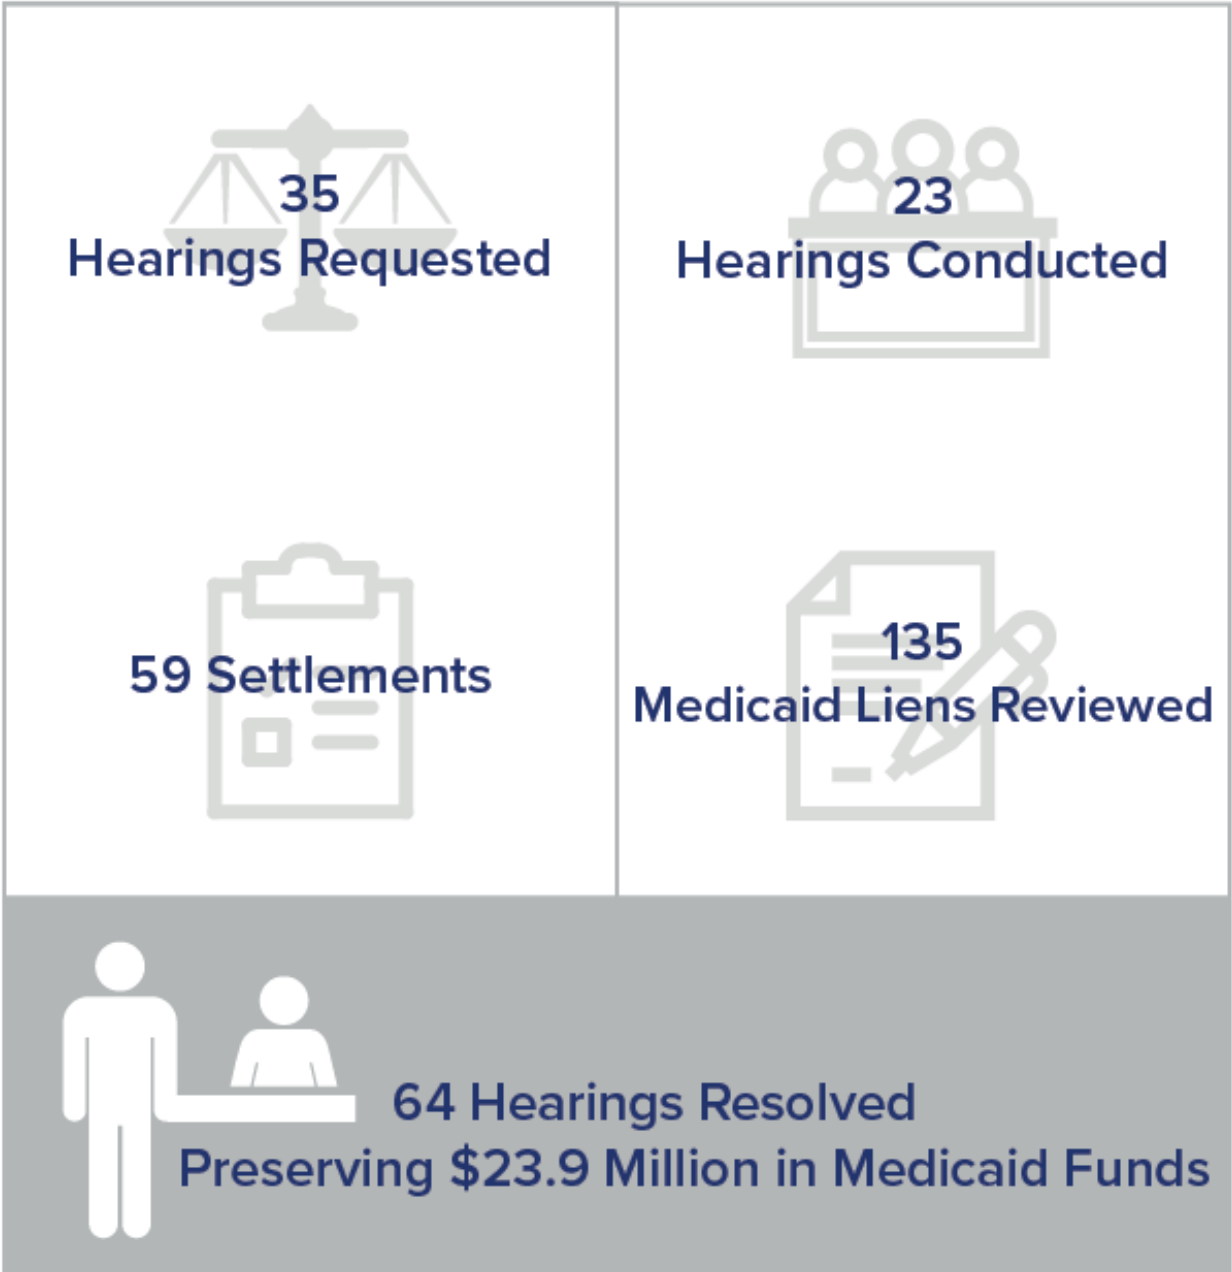 35
Hearings Requested
23
Hearings Conducted
59 Settlements
135
Medicaid Liens Reviewed
64 Hearings Resolved
Preserving $23.9 Million in Medicaid Funds